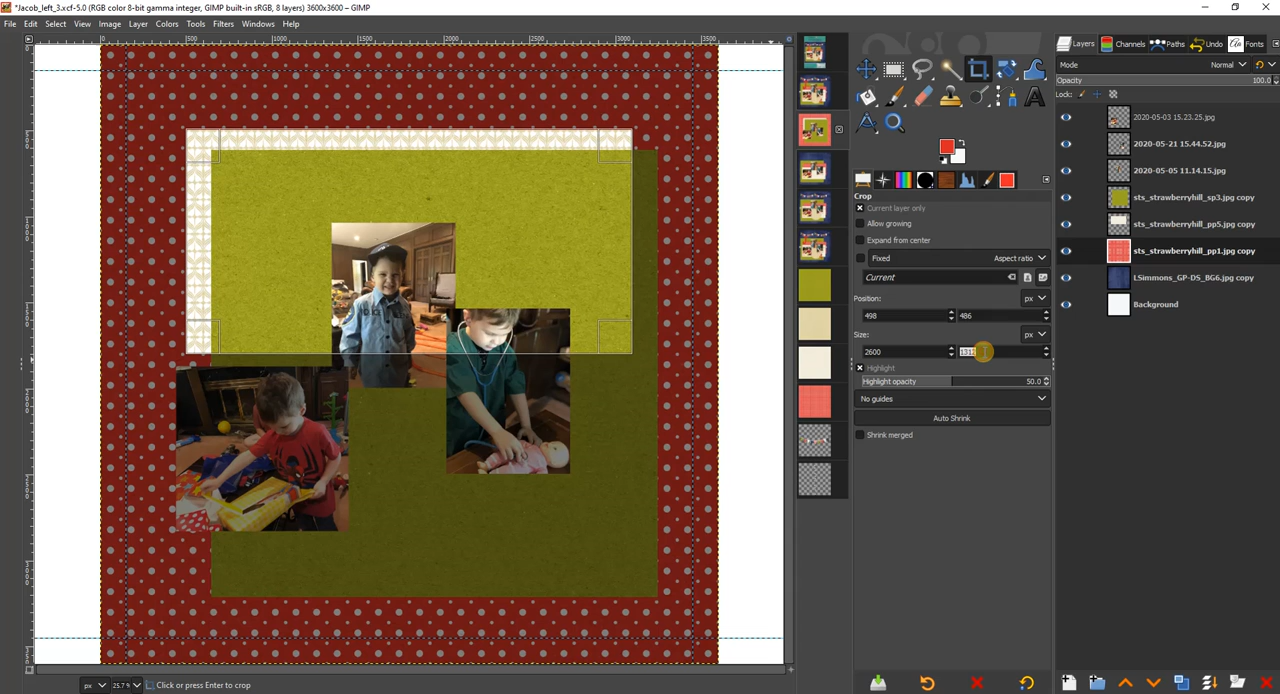 *Jacob_left_3.xcf-5.0 (RGB color 8-bit gamma integer, GIMP built-in sRGB, 8 layers) 3600x3600 – GIMP
File Edit Select View Image Layer Colors Tools Filters Windows Help
Layers Channels Paths Undo Fonts
Mode Normal
Opacity 100.0
Lock:
2020-05-03 15.23.25.jpg
2020-05-21 15.44.52.jpg
2020-05-05 11.14.15.jpg
sts_strawberryhill_sp3.jpg copy
sts_strawberryhill_pp5.jpg copy
sts_strawberryhill_pp1.jpg copy
LSimmons_GP-DS_BG6.jpg copy
Background
Crop
Current layer only
Allow growing
Expand from center
Fixed Aspect ratio
Current
Position: px
498 486
Size: px
2600
Highlight
Highlight opacity 50.0
No guides
Auto Shrink
Shrink merged
px 25.7 % Click or press Enter to crop